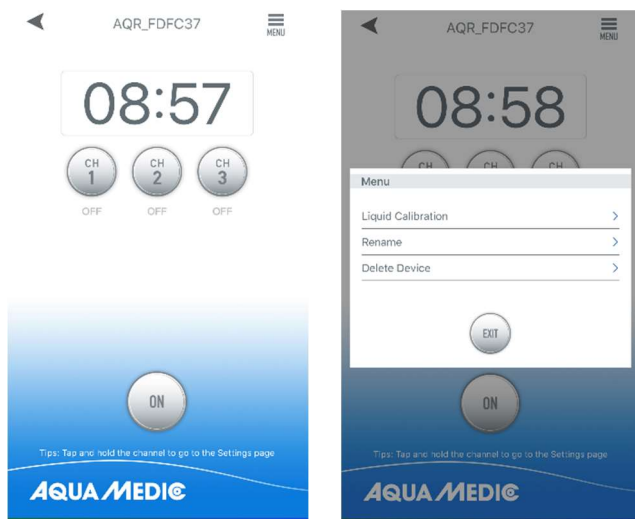 AQR_FDFC37
MENU
08:57
CH 1
CH 2
CH 3
OFF
OFF
OFF
ON
Tips: Tap and hold the channel to go to the Settings page
AQUA MEDIC
AQR_FDFC37
MENU
08:58
CH
CH
CH
Menu
Liquid Calibration
Rename
Delete Device
EXIT
ON
Tips: Tap and hold the channel to go to the Settings page
AQUA MEDIC